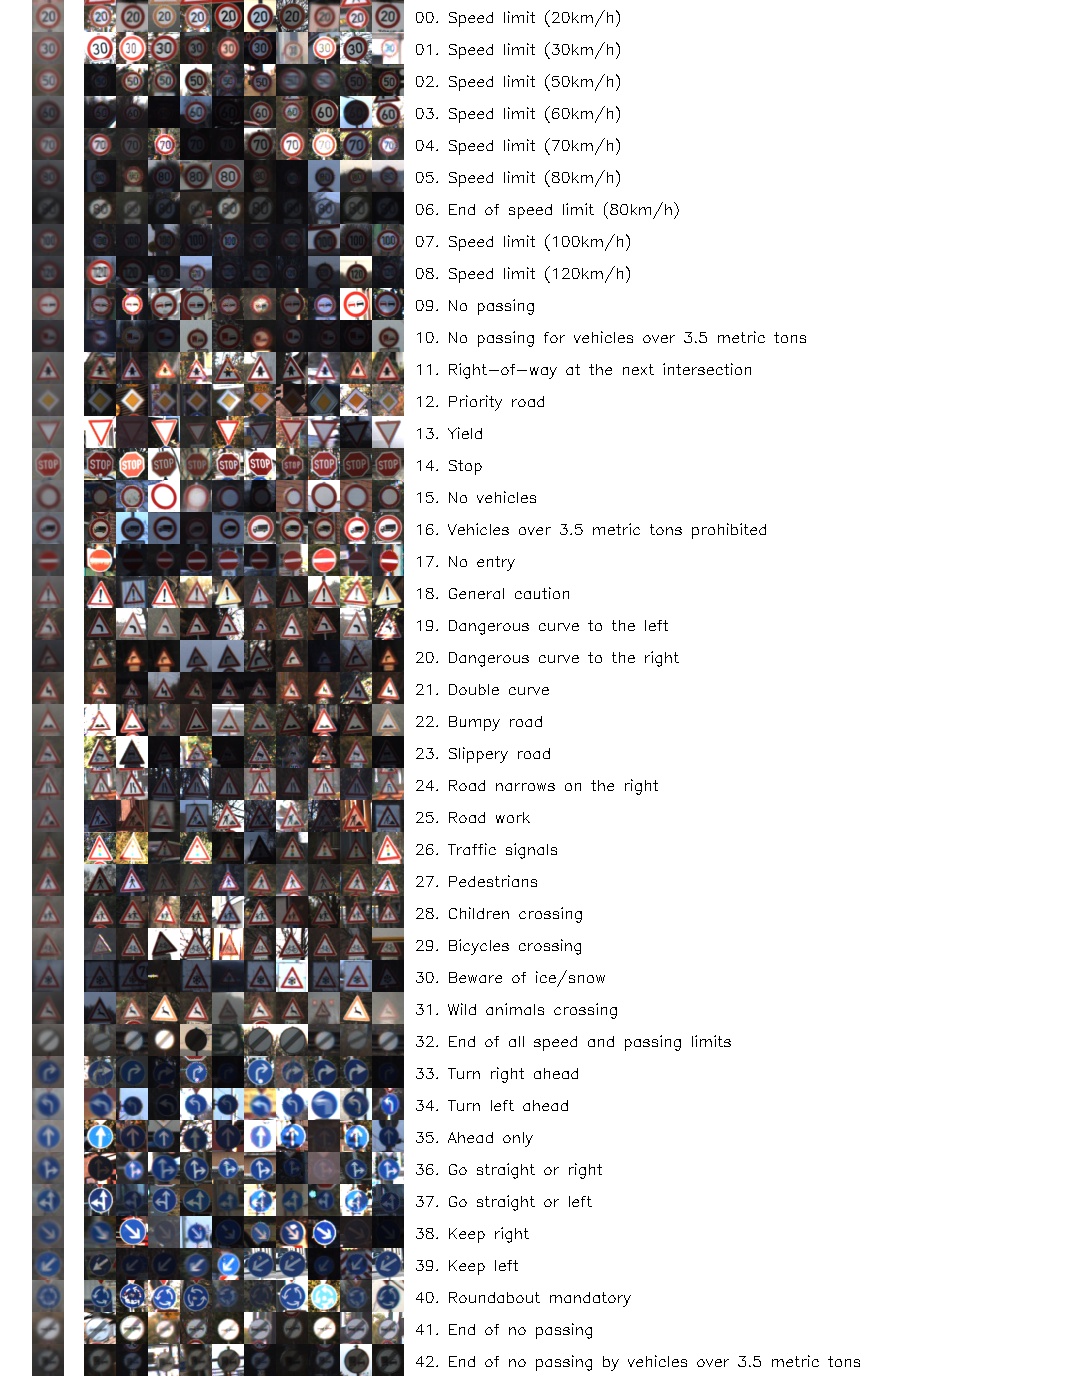 00. Speed limit (20km/h)
01. Speed limit (30km/h)
02. Speed limit (50km/h)
03. Speed limit (60km/h)
04. Speed limit (70km/h)
05. Speed limit (80km/h)
06. End of speed limit (80km/h)
07. Speed limit (100km/h)
08. Speed limit (120km/h)
09. No passing
10. No passing for vehicles over 3.5 metric tons
11. Right-of-way at the next intersection
12. Priority road
13. Yield
14. Stop
15. No vehicles
16. Vehicles over 3.5 metric tons prohibited
17. No entry
18. General caution
19. Dangerous curve to the left
20. Dangerous curve to the right
21. Double curve
22. Bumpy road
23. Slippery road
24. Road narrows on the right
25. Road work
26. Traffic signals
27. Pedestrians
28. Children crossing
29. Bicycles crossing
30. Beware of ice/snow
31. Wild animals crossing
32. End of all speed and passing limits
33. Turn right ahead
34. Turn left ahead
35. Ahead only
36. Go straight or right
37. Go straight or left
38. Keep right
39. Keep left
40. Roundabout mandatory
41. End of no passing
42. End of no passing by vehicles over 3.5 metric tons